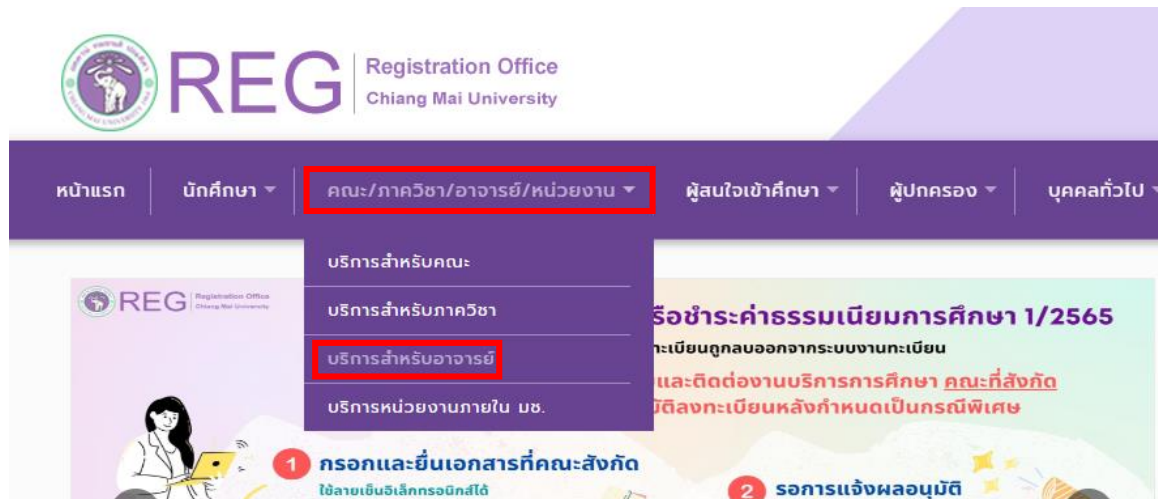 REG
Registration Office
Chiang Mai University
หน้าแรก นักศึกษา คณะ/ภาควิชา/อาจารย์/หน่วยงาน ผู้สนใจเข้าศึกษา ผู้ปกครอง บุคคลทั่วไป
บริการสำหรับคณะ
บริการสำหรับภาควิชา
บริการสำหรับอาจารย์
บริการหน่วยงานภายใน มช.
REG Registration Office
Chiang Mai University
รือชำระค่าธรรมเนียมการศึกษา 1/2565
ทะเบียนถูกลบออกจากระบบงานทะเบียน
และติดต่องานบริการการศึกษา คณะที่สังกัด
ลงทะเบียนหลังกำหนดเป็นกรณีพิเศษ
1 กรอกและยื่นเอกสารที่คณะสังกัด
ใช้ลายเซ็นอิเล็กทรอนิกส์ได้
2 รอการแจ้งผลอนุมัติ